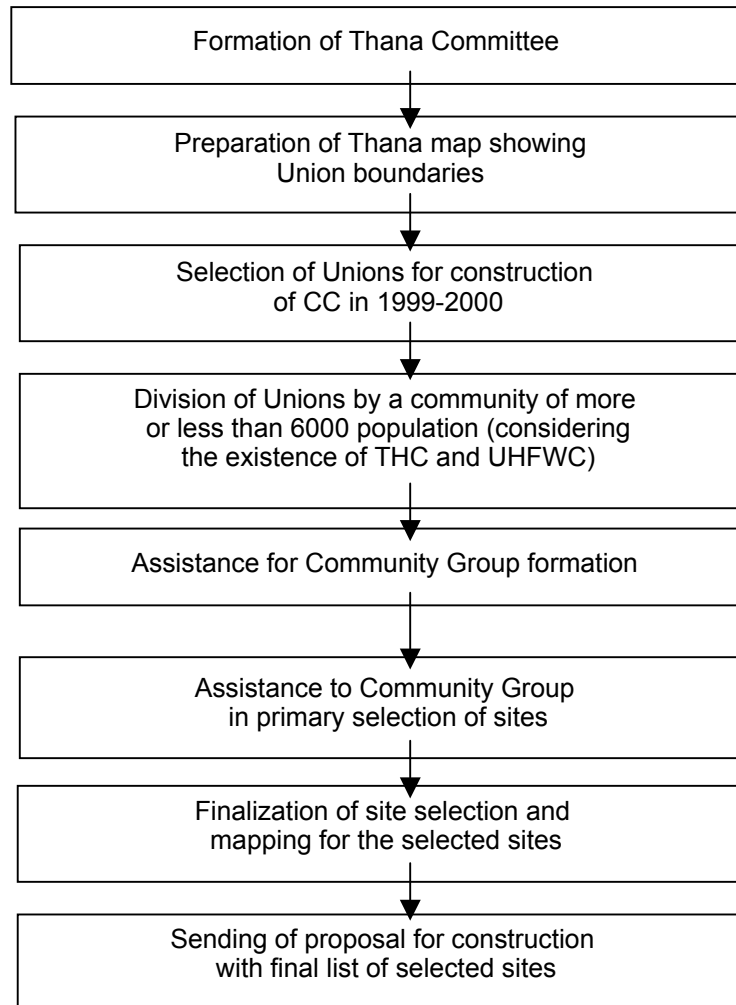 Formation of Thana Committee
Preparation of Thana map showing
Union boundaries
Selection of Unions for construction
of CC in 1999-2000
Division of Unions by a community of more
or less than 6000 population (considering
the existence of THC and UHFWC)
Assistance for Community Group formation
Assistance to Community Group
in primary selection of sites
Finalization of site selection and
mapping for the selected sites
Sending of proposal for construction
with final list of selected sites